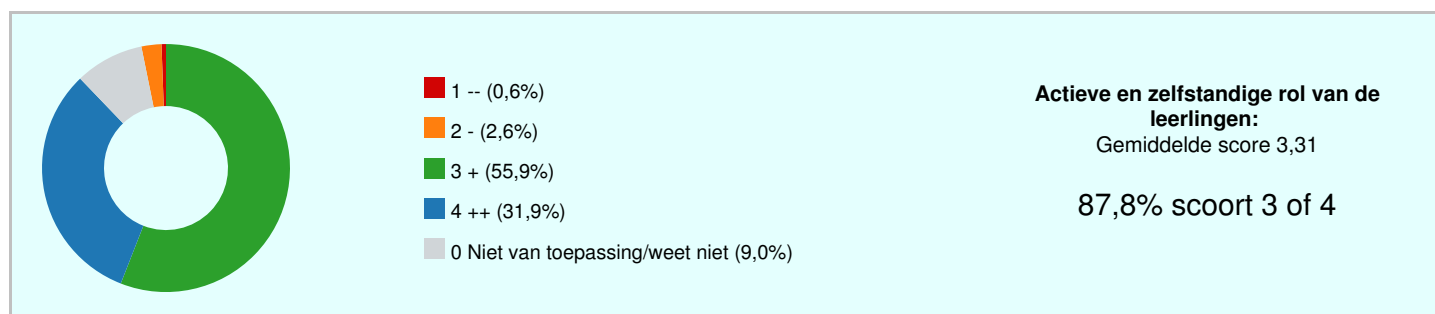 1 -- (0,6%)
2 - (2,6%)
3 + (55,9%)
4 ++ (31,9%)
0 Niet van toepassing/weet niet (9,0%)
Actieve en zelfstandige rol van de
leerlingen:
Gemiddelde score 3,31
87,8% scoort 3 of 4